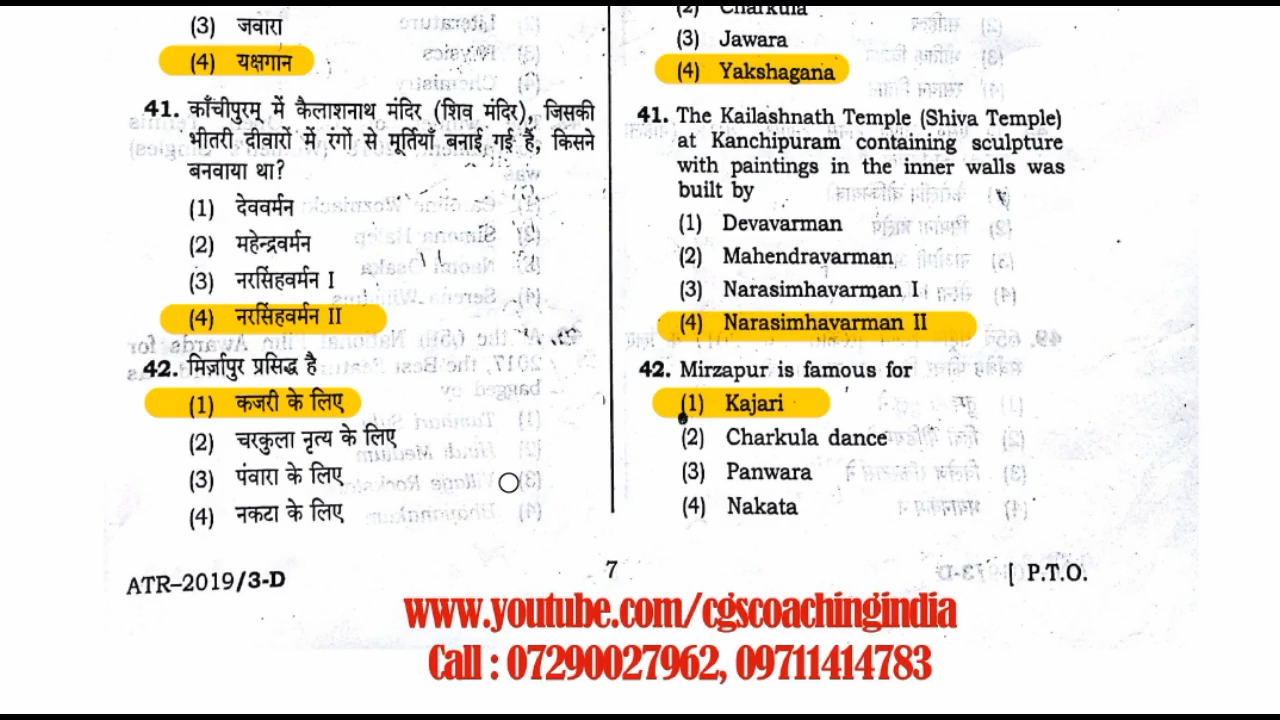 (3) जवारा
(4) यक्षगान
41. काँचीपुरम् में कैलाशनाथ मंदिर (शिव मंदिर), जिसकी
भीतरी दीवारों में रंगों से मूर्तियाँ बनाई गई हैं, किसने
बनवाया था?
(1) देववर्मन
(2) महेन्द्रवर्मन
(3) नरसिंहवर्मन I
(4) नरसिंहवर्मन II
42. मिर्ज़ापुर प्रसिद्ध है
(1) कजरी के लिए
(2) चरकुला नृत्य के लिए
(3) पंवारा के लिए
(4) नकटा के लिए
(2) Charkula
(3) Jawara
(4) Yakshagana
41. The Kailashnath Temple (Shiva Temple)
at Kanchipuram containing sculpture
with paintings in the inner walls was
built by
(1) Devavarman
(2) Mahendravarman
(3) Narasimhavarman I
(4) Narasimhavarman II
42. Mirzapur is famous for
(1) Kajari
(2) Charkula dance
(3) Panwara
(4) Nakata
ATR–2019/3-D
7
[ P.T.O.
www.youtube.com/cgscoachingindia
Call : 07290027962, 09711414783